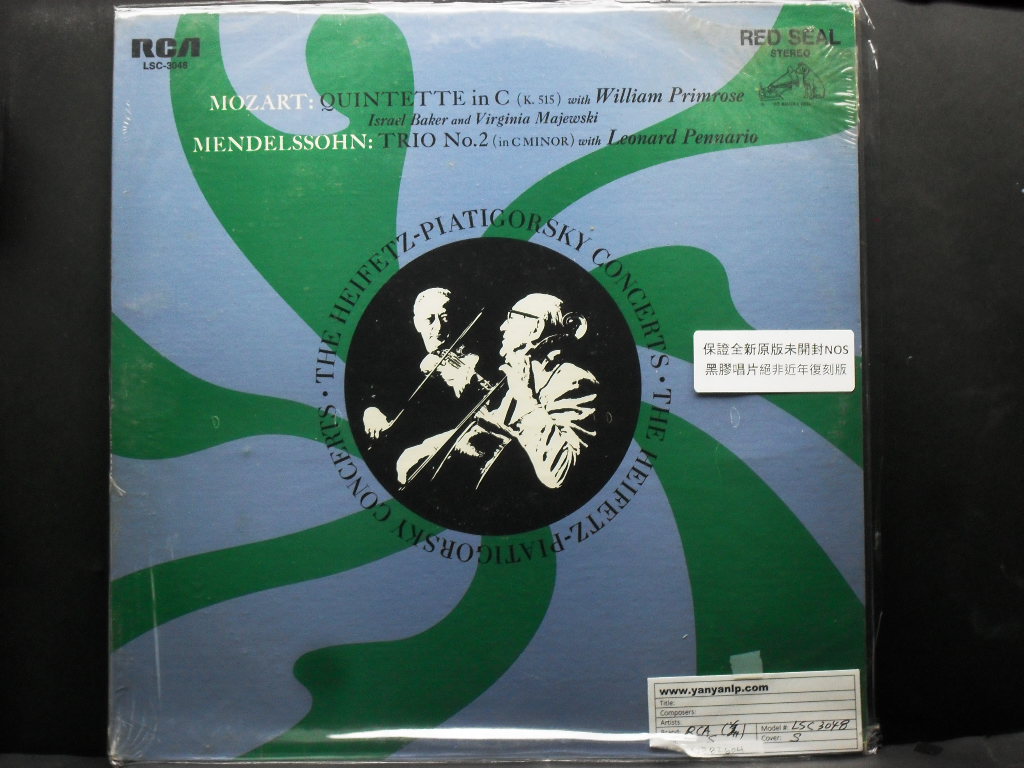 RCA
LSC-3048
RED SEAL
STEREO
MOZART: QUINTETTE in C (K. 515) with William Primrose
Israel Baker and Virginia Majewski
MENDELSSOHN: TRIO No.2 (in C MINOR) with Leonard Pennario
THE HEIFETZ-PIATIGORSKY CONCERTS · THE HEIFETZ-PIATIGORSKY CONCERTS ·
保證全新原版未開封NOS
黑膠唱片絕非近年復刻版
www.yanyanlp.com
Title:
Composers:
Artists:
RCA
Model #: LSC 3048
Cover: S